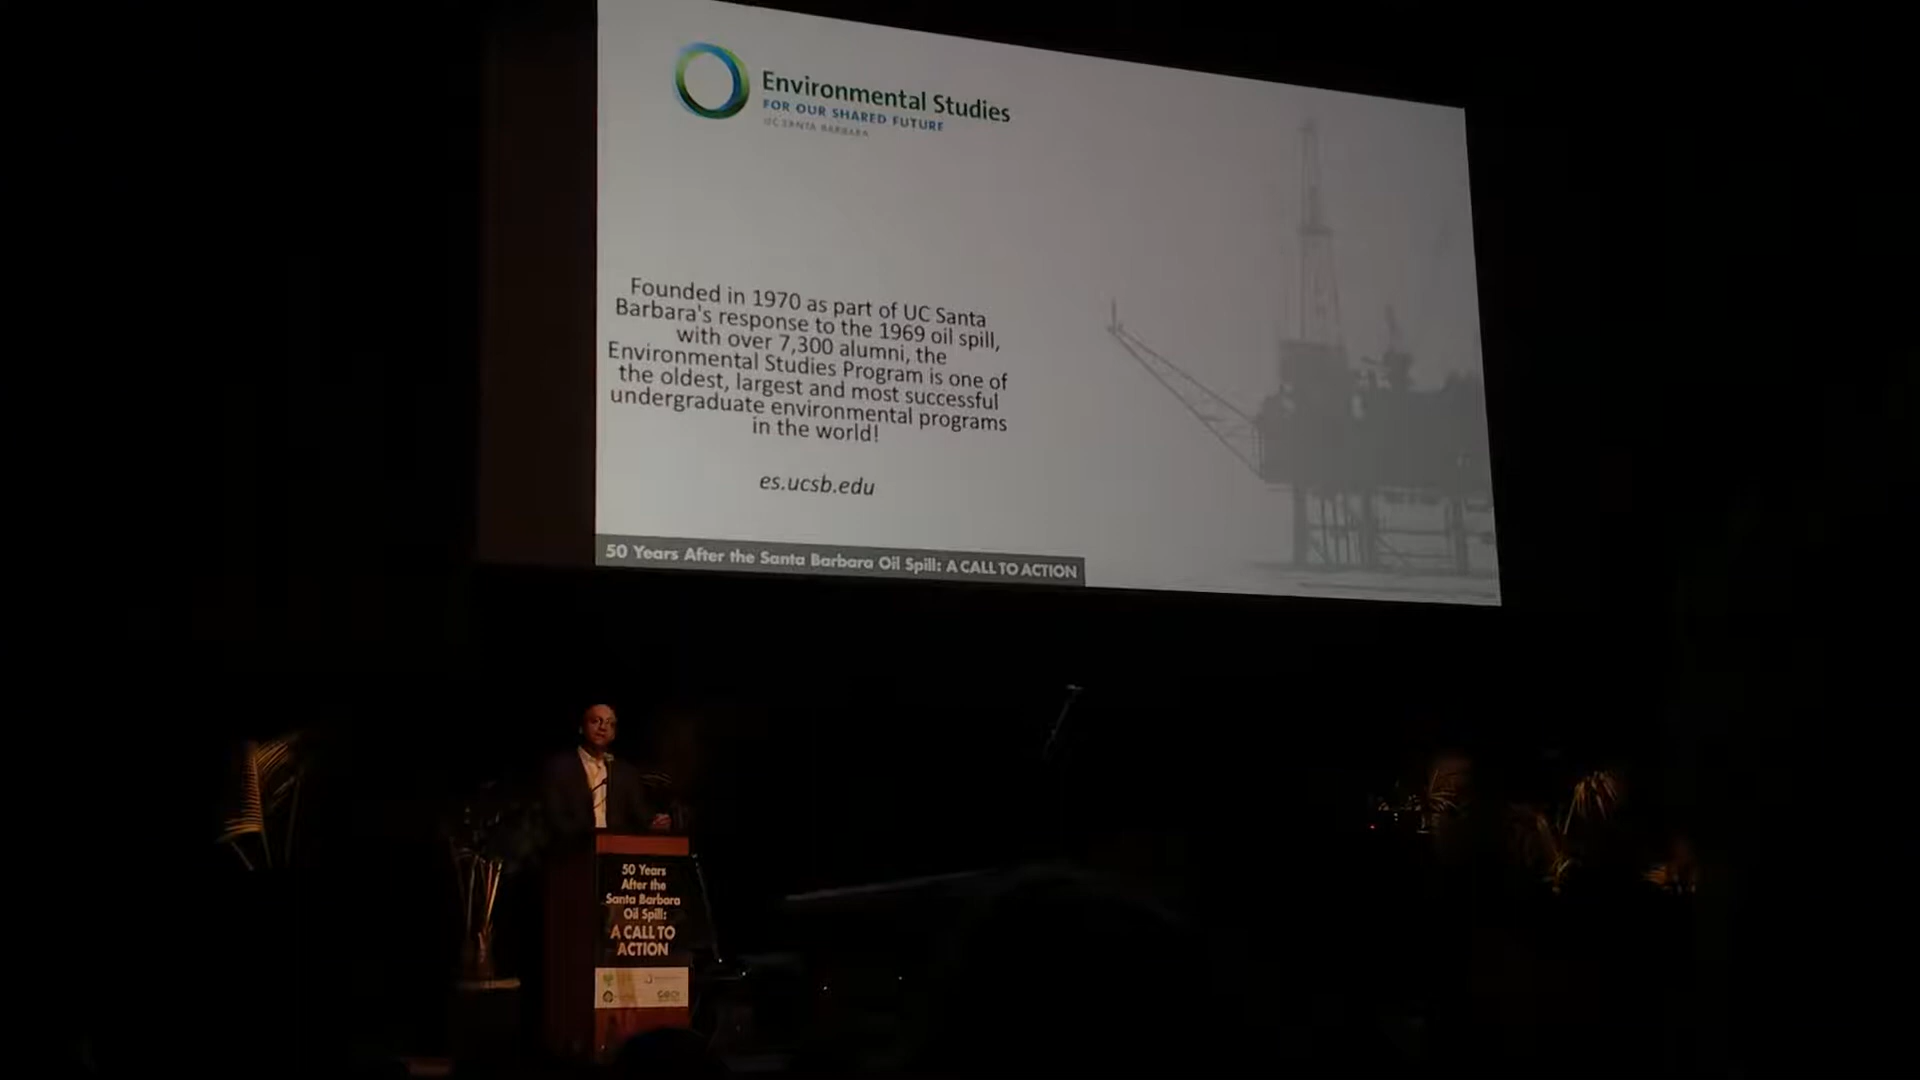 Environmental Studies
FOR OUR SHARED FUTURE
UC SANTA BARBARA
Founded in 1970 as part of UC Santa
Barbara's response to the 1969 oil spill,
with over 7,300 alumni, the
Environmental Studies Program is one of
the oldest, largest and most successful
undergraduate environmental programs
in the world!
es.ucsb.edu
50 Years After the Santa Barbara Oil Spill: A CALL TO ACTION
50 Years
After the
Santa Barbara
Oil Spill:
A CALL TO
ACTION